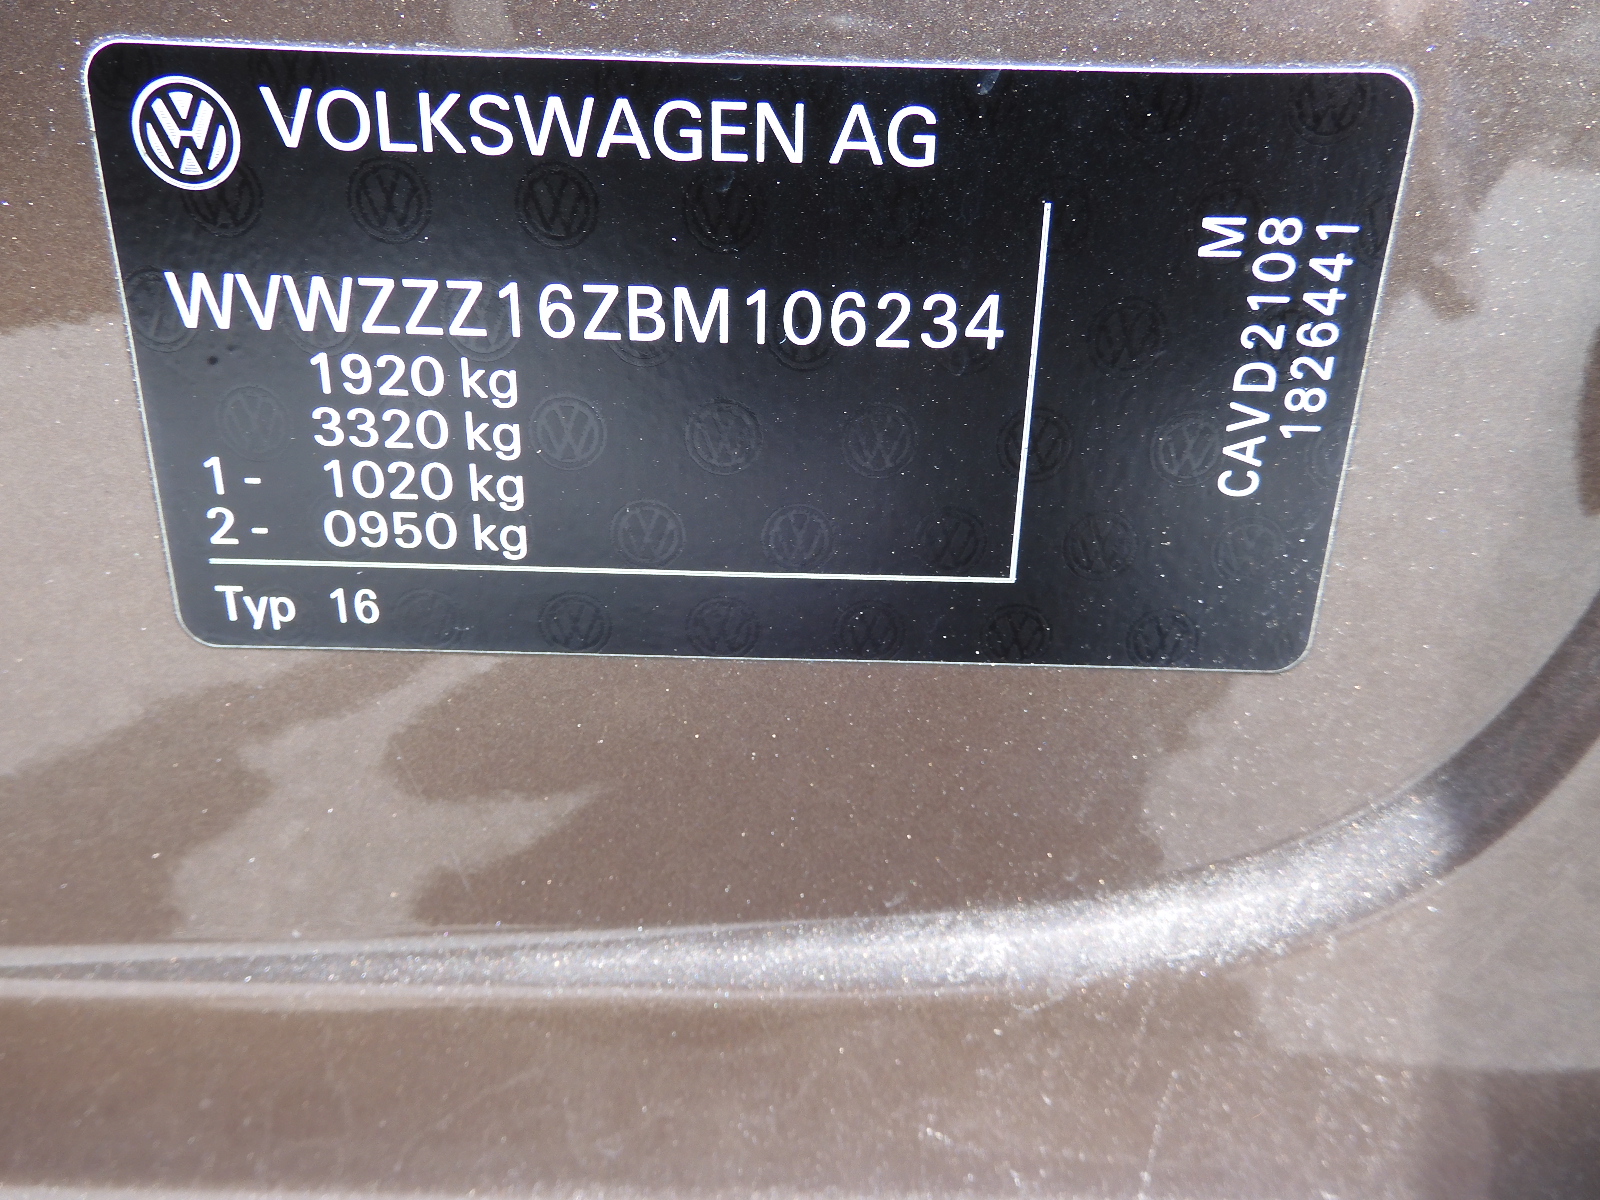 VOLKSWAGEN AG
WVWZZZ16ZBM106234
1920 kg
3320 kg
1- 1020 kg
2- 0950 kg
Typ 16
M
CAVD2108
1826441